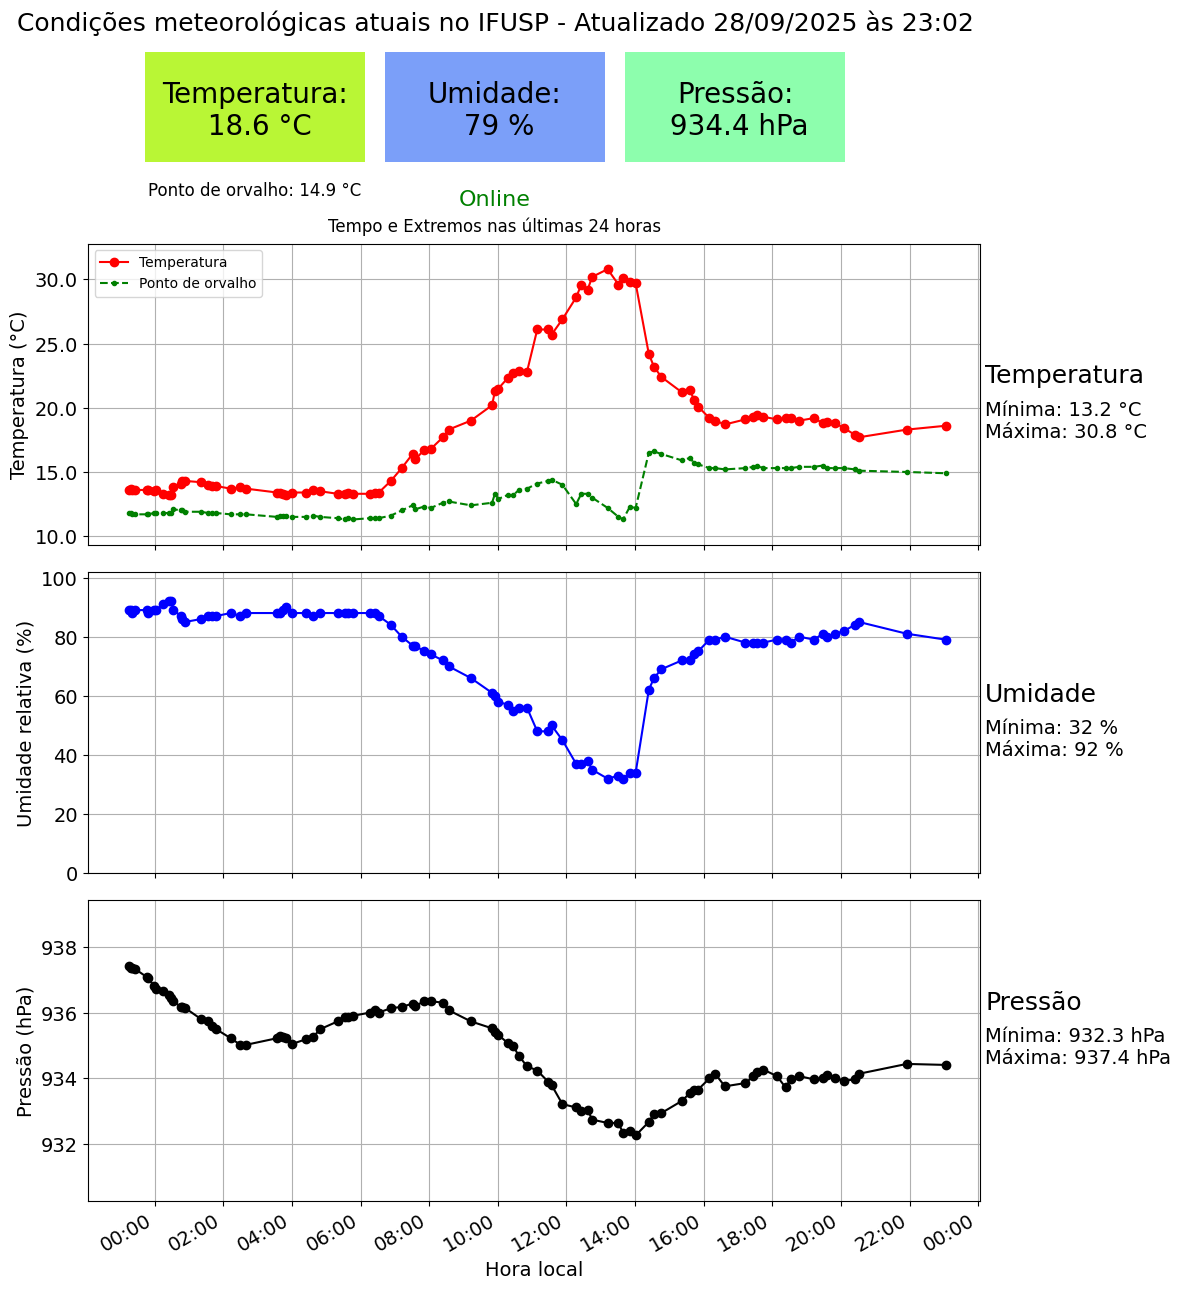 Condições meteorológicas atuais no IFUSP - Atualizado 28/09/2025 às 23:02
Temperatura:
18.6 °C
Umidade:
79 %
Pressão:
934.4 hPa
Ponto de orvalho: 14.9 °C
Online
Tempo e Extremos nas últimas 24 horas
Temperatura
Ponto de orvalho
Temperatura (°C)
30.0
25.0
20.0
15.0
10.0
Temperatura
Mínima: 13.2 °C
Máxima: 30.8 °C
Umidade relativa (%)
100
80
60
40
20
0
Umidade
Mínima: 32 %
Máxima: 92 %
Pressão (hPa)
938
936
934
932
Pressão
Mínima: 932.3 hPa
Máxima: 937.4 hPa
00:00 02:00 04:00 06:00 08:00 10:00 12:00 14:00 16:00 18:00 20:00 22:00 00:00
Hora local